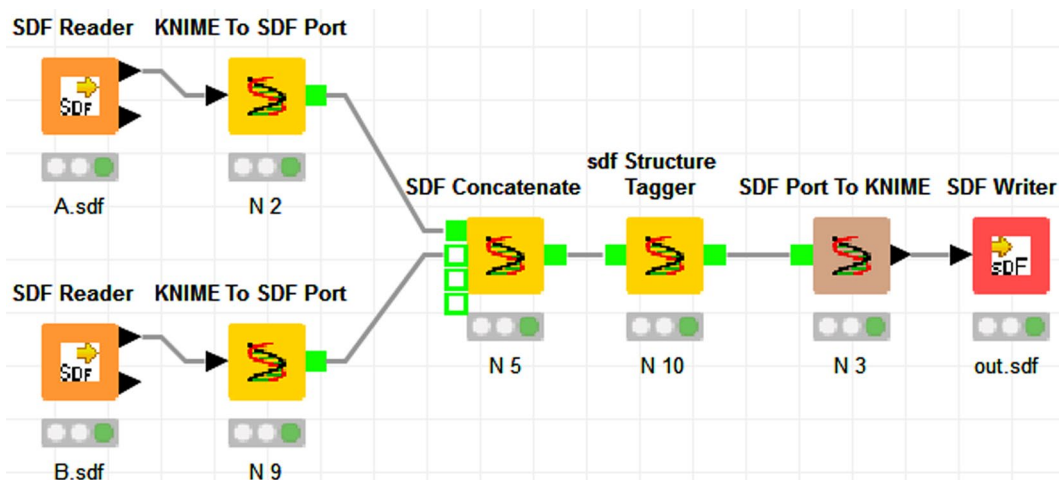 SDF Reader KNIME To SDF Port
SDF
A.sdf N 2
sdf Structure
Tagger
SDF Concatenate SDF Port To KNIME SDF Writer
sDF
N 5 N 10 N 3 out.sdf
SDF Reader KNIME To SDF Port
SDF
B.sdf N 9